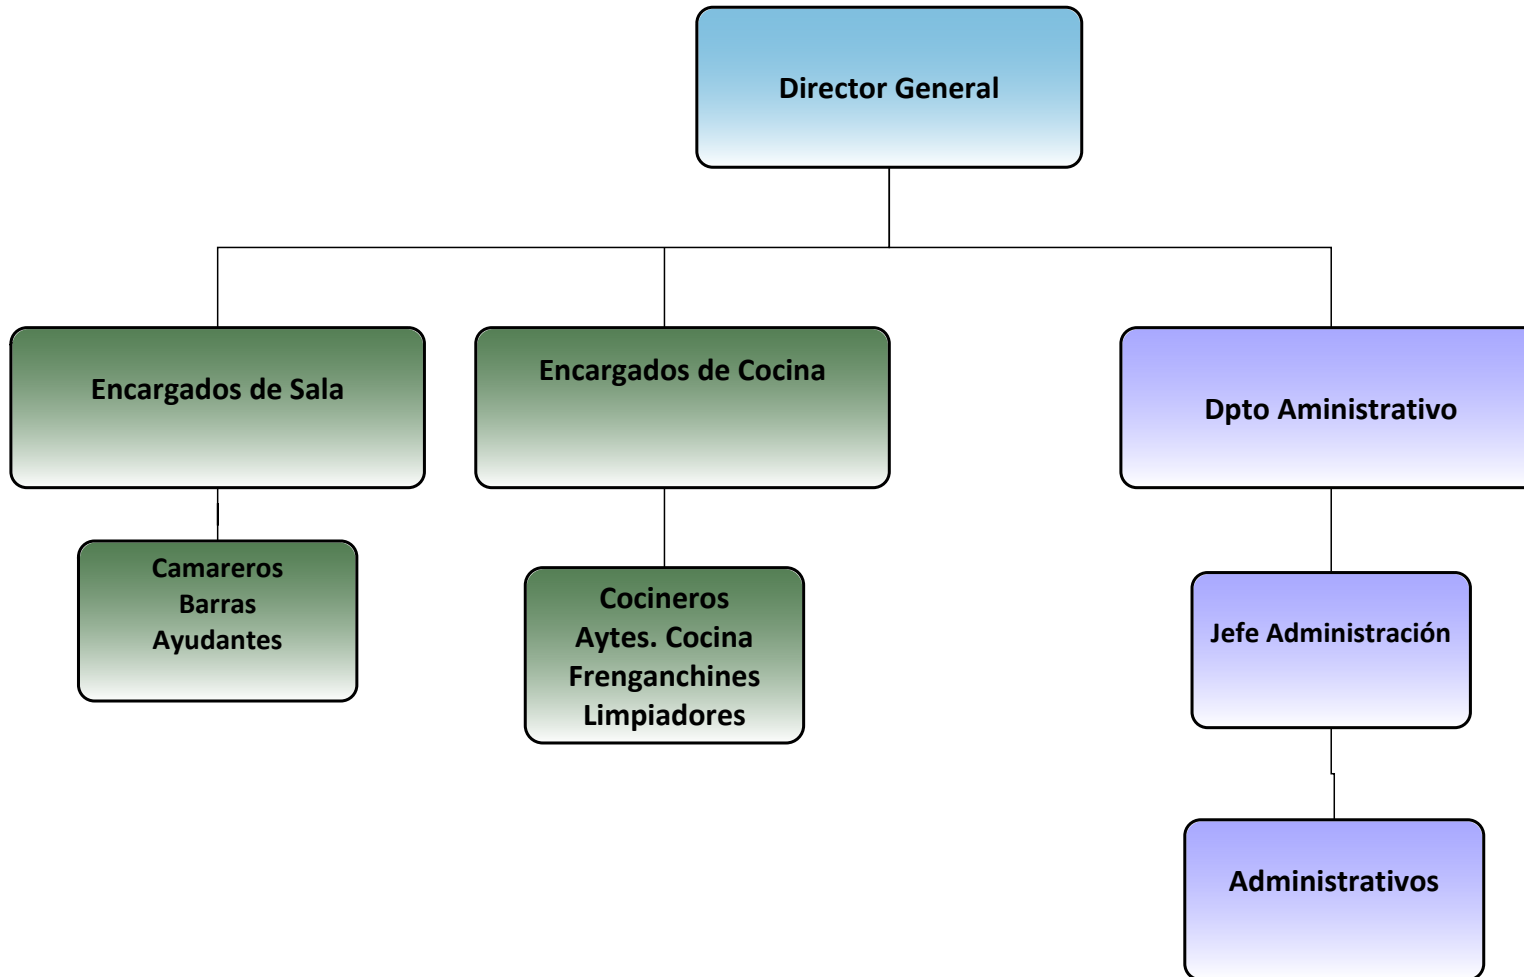 Director General
Encargados de Sala
Encargados de Cocina
Dpto Aministrativo
Camareros
Barras
Ayudantes
Cocineros
Aytes. Cocina
Frenganchines
Limpiadores
Jefe Administración
Administrativos